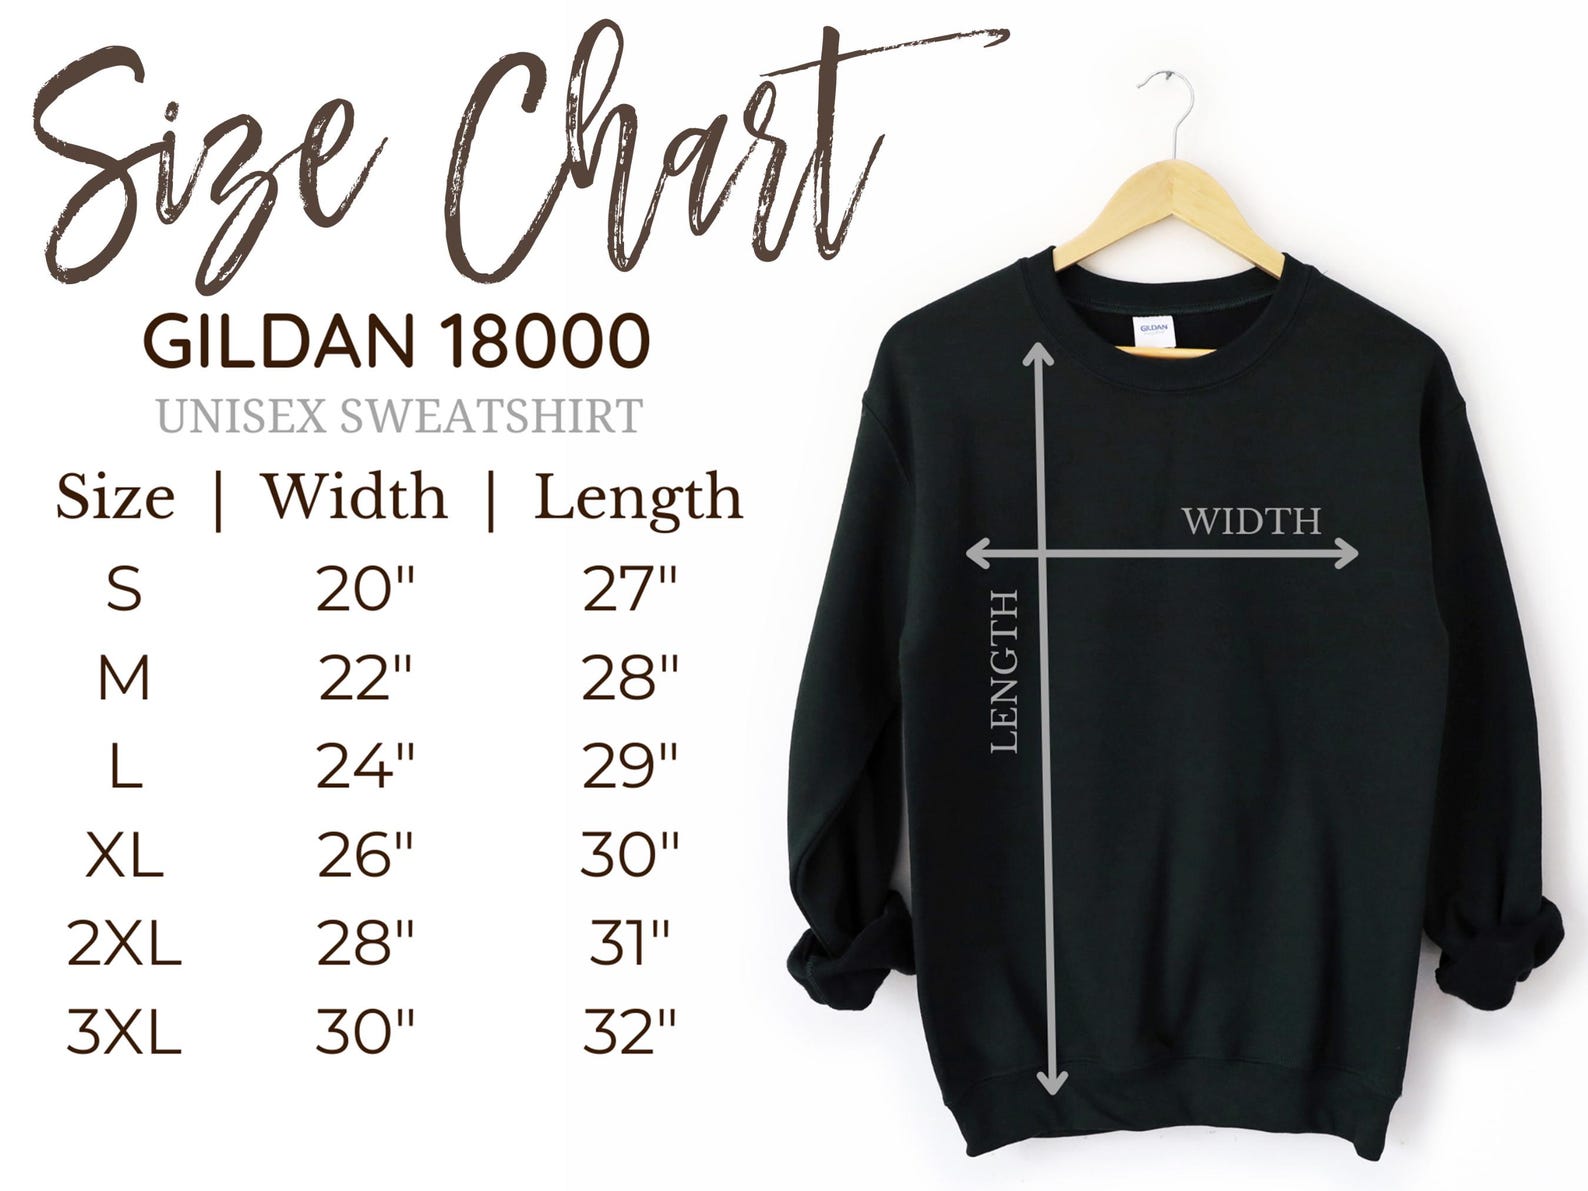 Size Chart
GILDAN 18000
UNISEX SWEATSHIRT
Size | Width | Length
S 20" 27"
M 22" 28"
L 24" 29"
XL 26" 30"
2XL 28" 31"
3XL 30" 32"
GILDAN
WIDTH
LENGTH